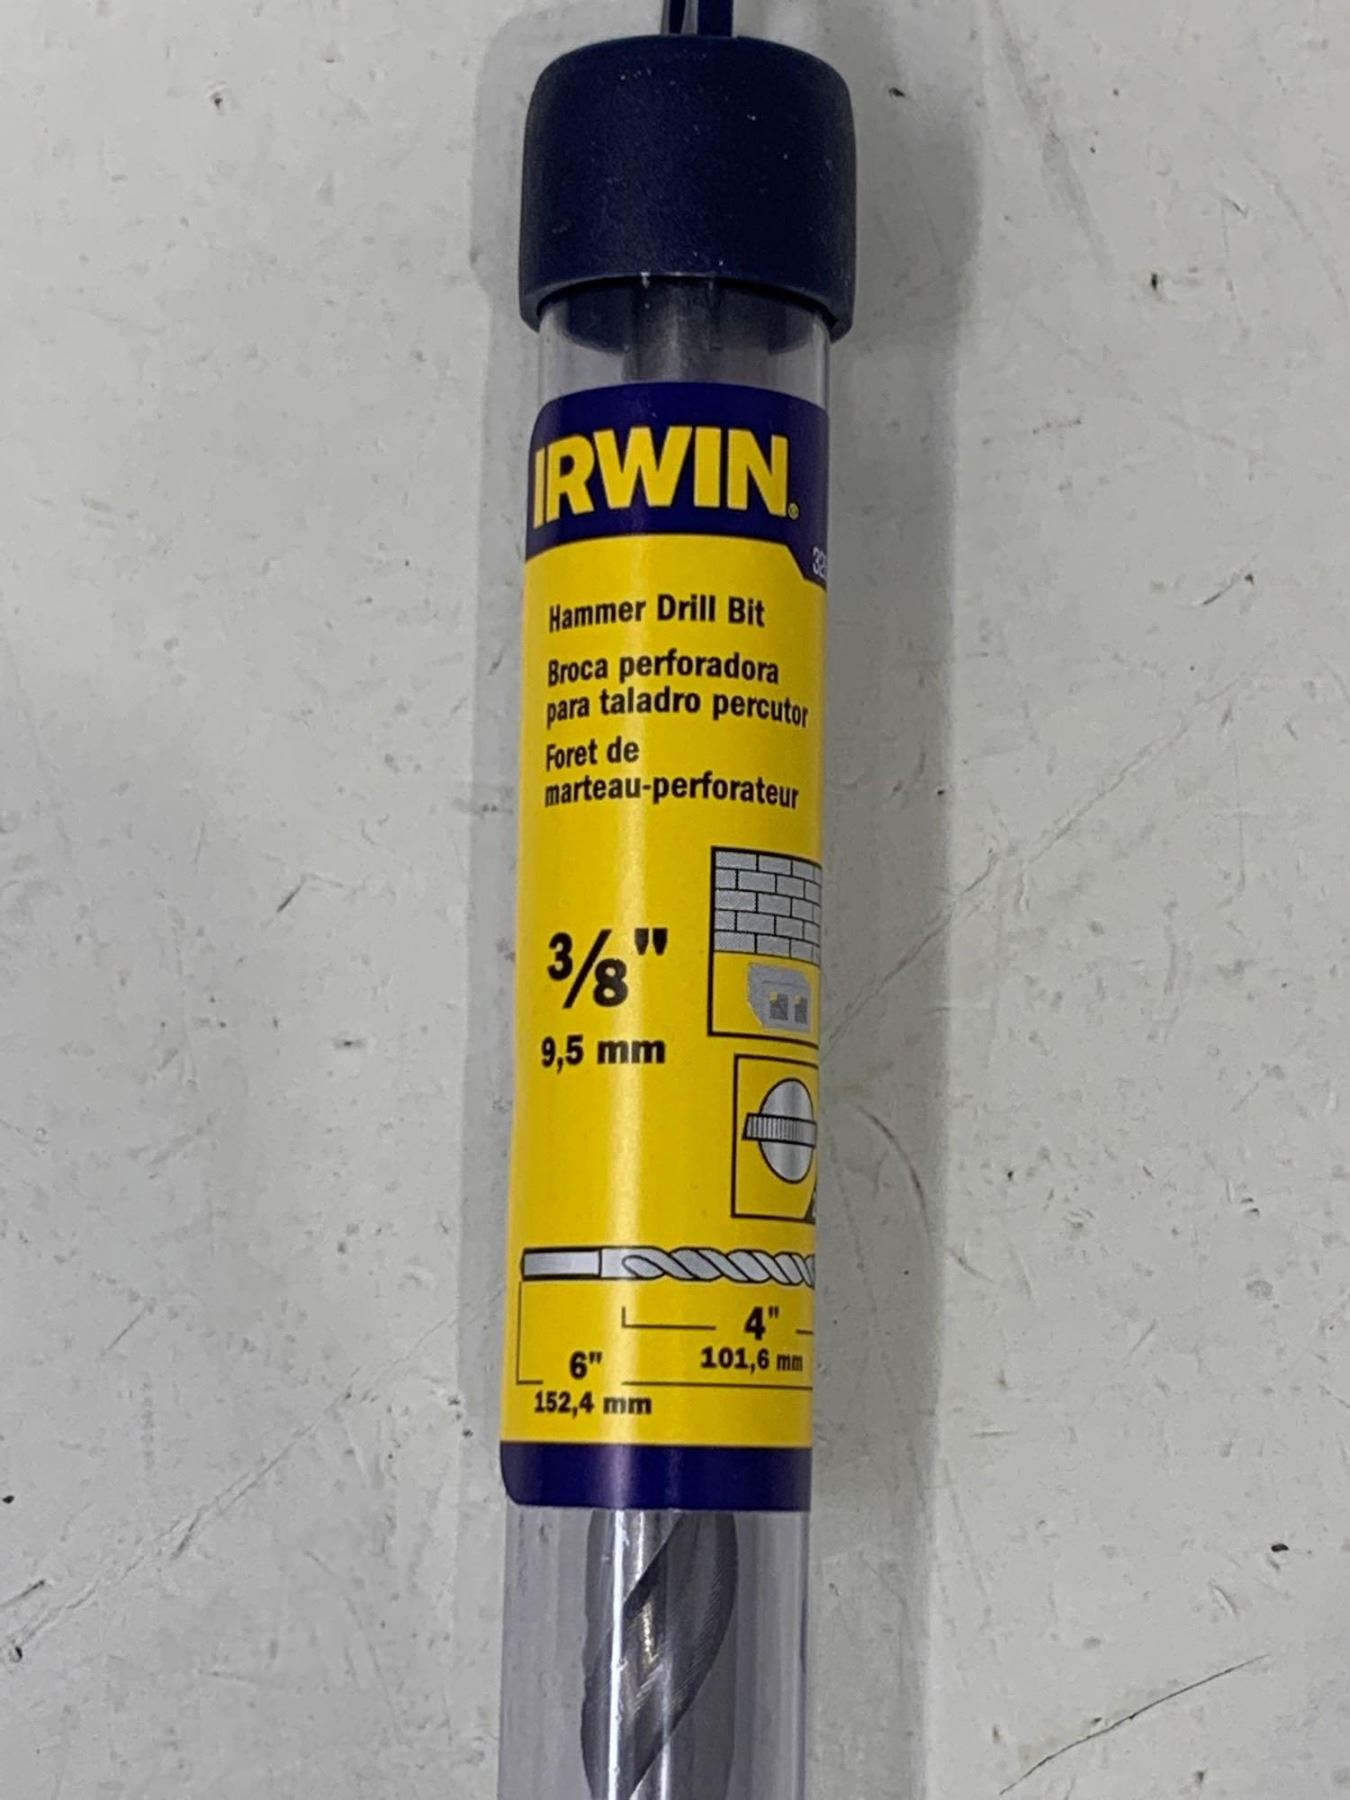 IRWIN®
Hammer Drill Bit
Broca perforadora
para taladro percutor
Foret de
marteau-perforateur
3/8"
9,5 mm
4"
101,6 mm
6"
152,4 mm